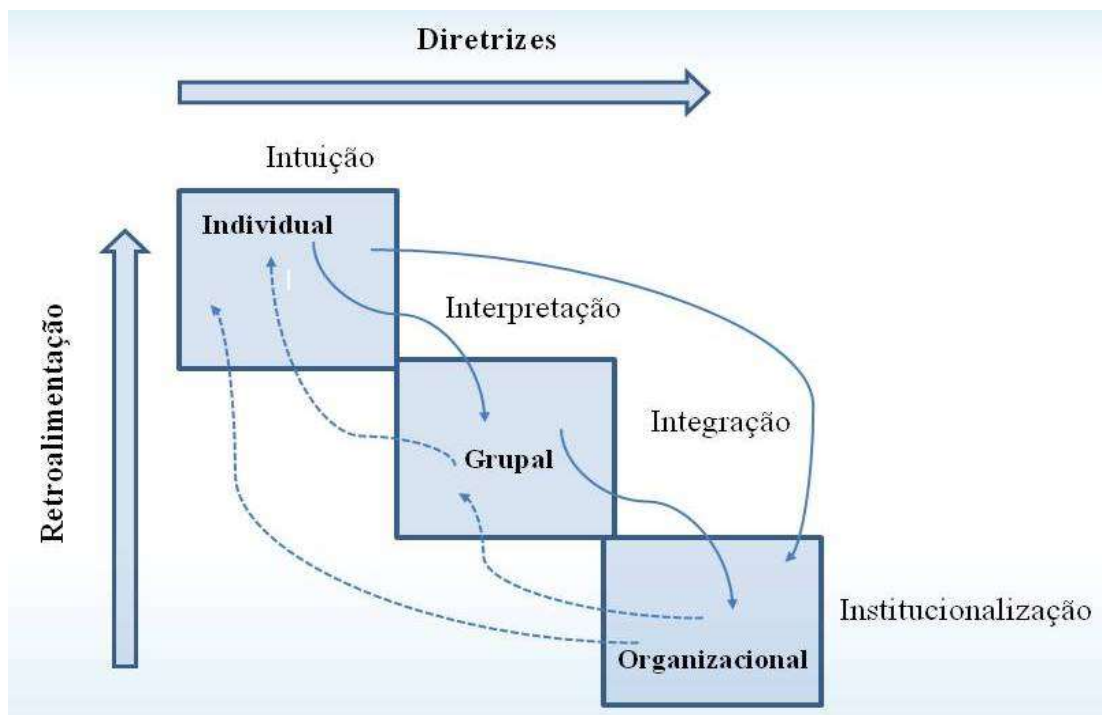 Diretrizes
Intuição
Individual
Interpretação
Retroalimentação
Integração
Grupal
Institucionalização
Organizacional